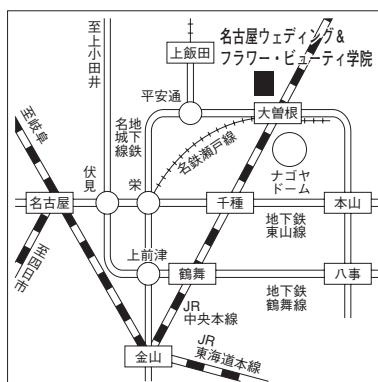 名古屋ウェディング&
フラワー・ビューティ学院
至上小田井
上飯田
平安通
大曽根
至岐阜
地下鉄
名城線
名鉄瀬戸線
ナゴヤ
ドーム
伏見
栄
名古屋
千種
本山
地下鉄
東山線
至四日市
上前津
鶴舞
八事
地下鉄
鶴舞線
JR
中央本線
金山
JR
東海道本線